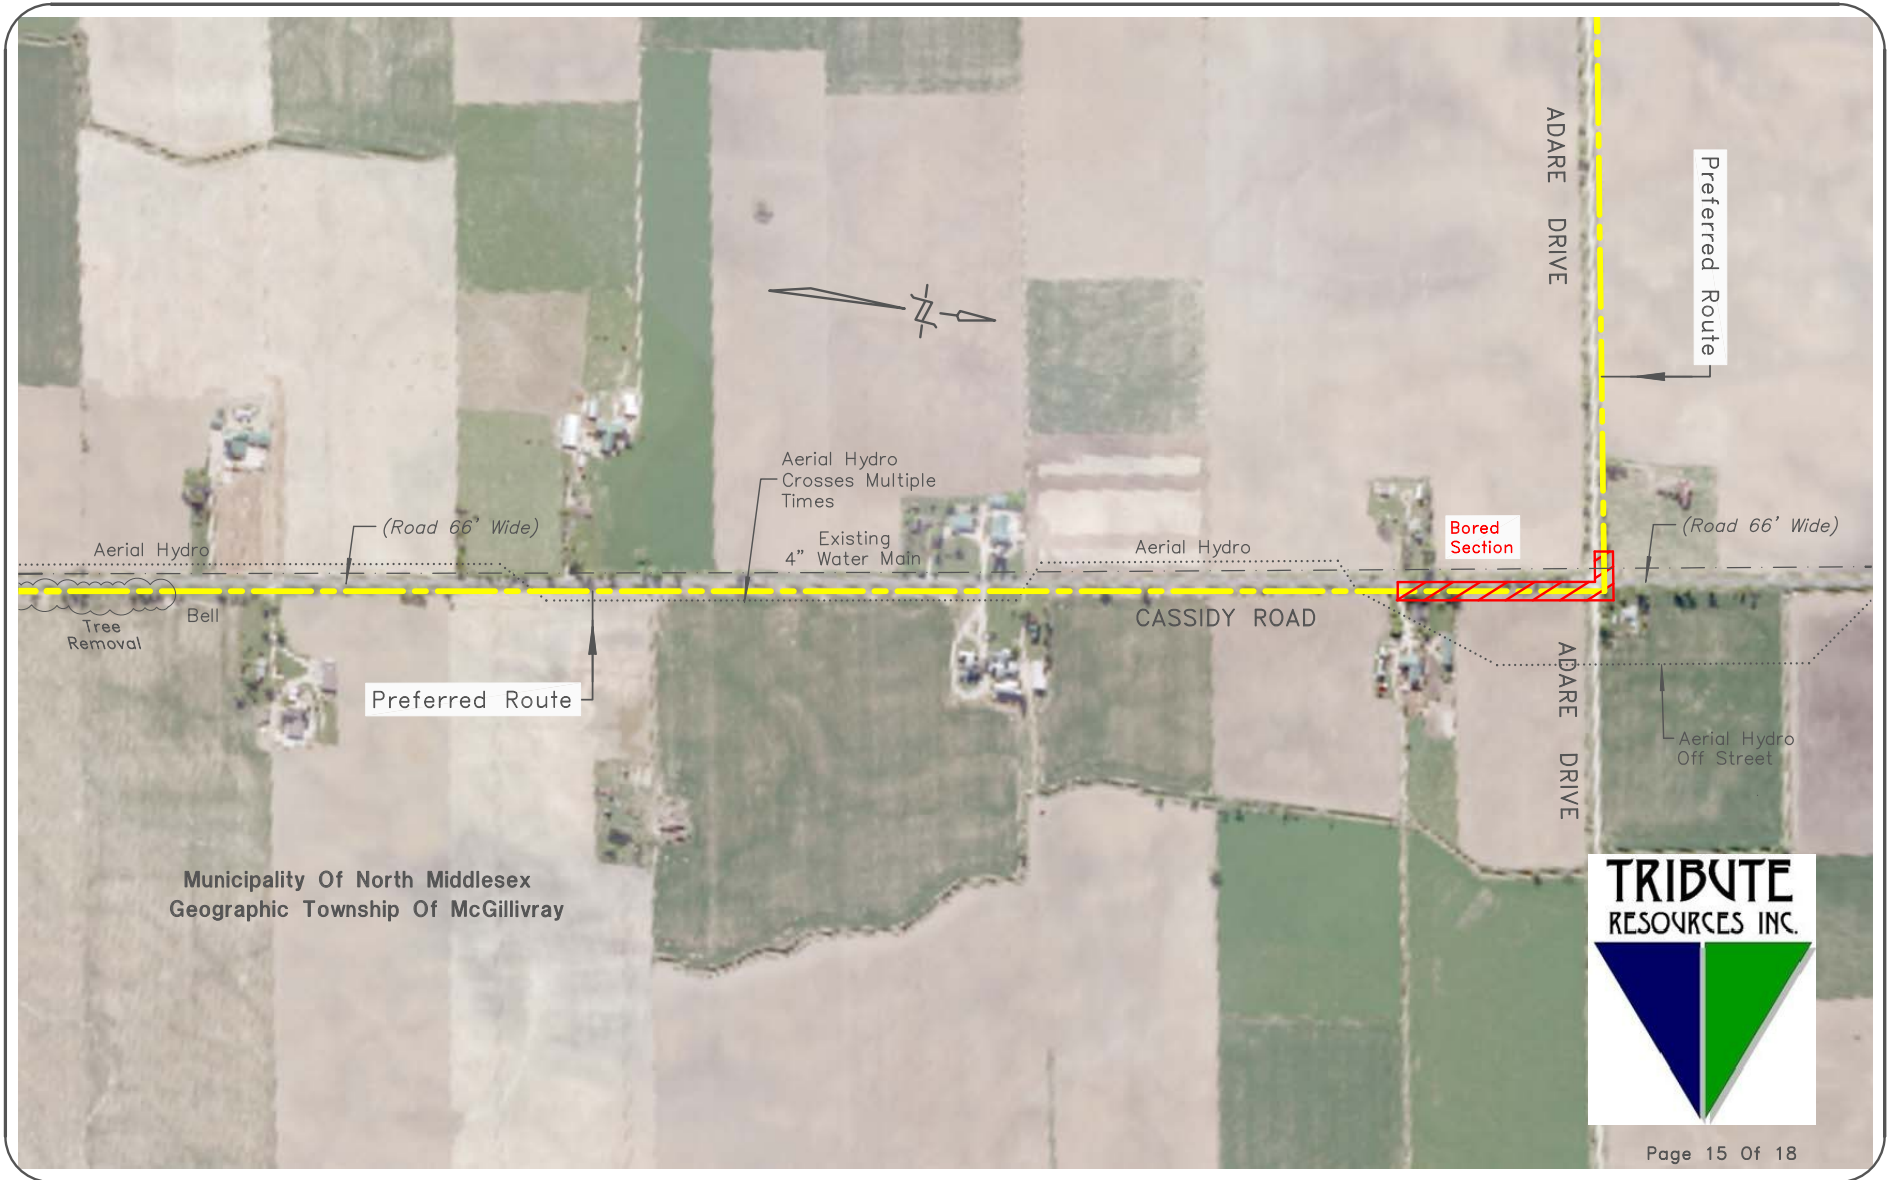 ADARE DRIVE
Preferred Route
N
Aerial Hydro
Crosses Multiple
Times
(Road 66' Wide)
Existing
4" Water Main
Aerial Hydro
Aerial Hydro
Bored
Section
(Road 66' Wide)
Bell
Tree
Removal
CASSIDY ROAD
Preferred Route
ADARE DRIVE
Aerial Hydro
Off Street
Municipality Of North Middlesex
Geographic Township Of McGillivray
TRIBUTE
RESOURCES INC.
Page 15 Of 18